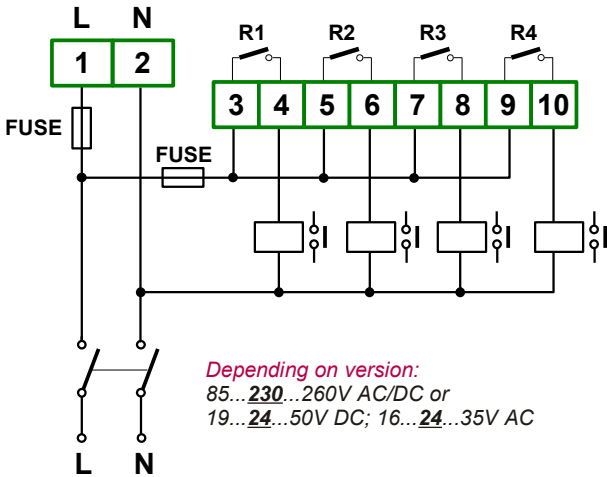 L N
R1 R2 R3 R4
1 2
3 4 5 6 7 8 9 10
FUSE
FUSE
Depending on version:
85...230...260V AC/DC or
19...24...50V DC; 16...24...35V AC
L N